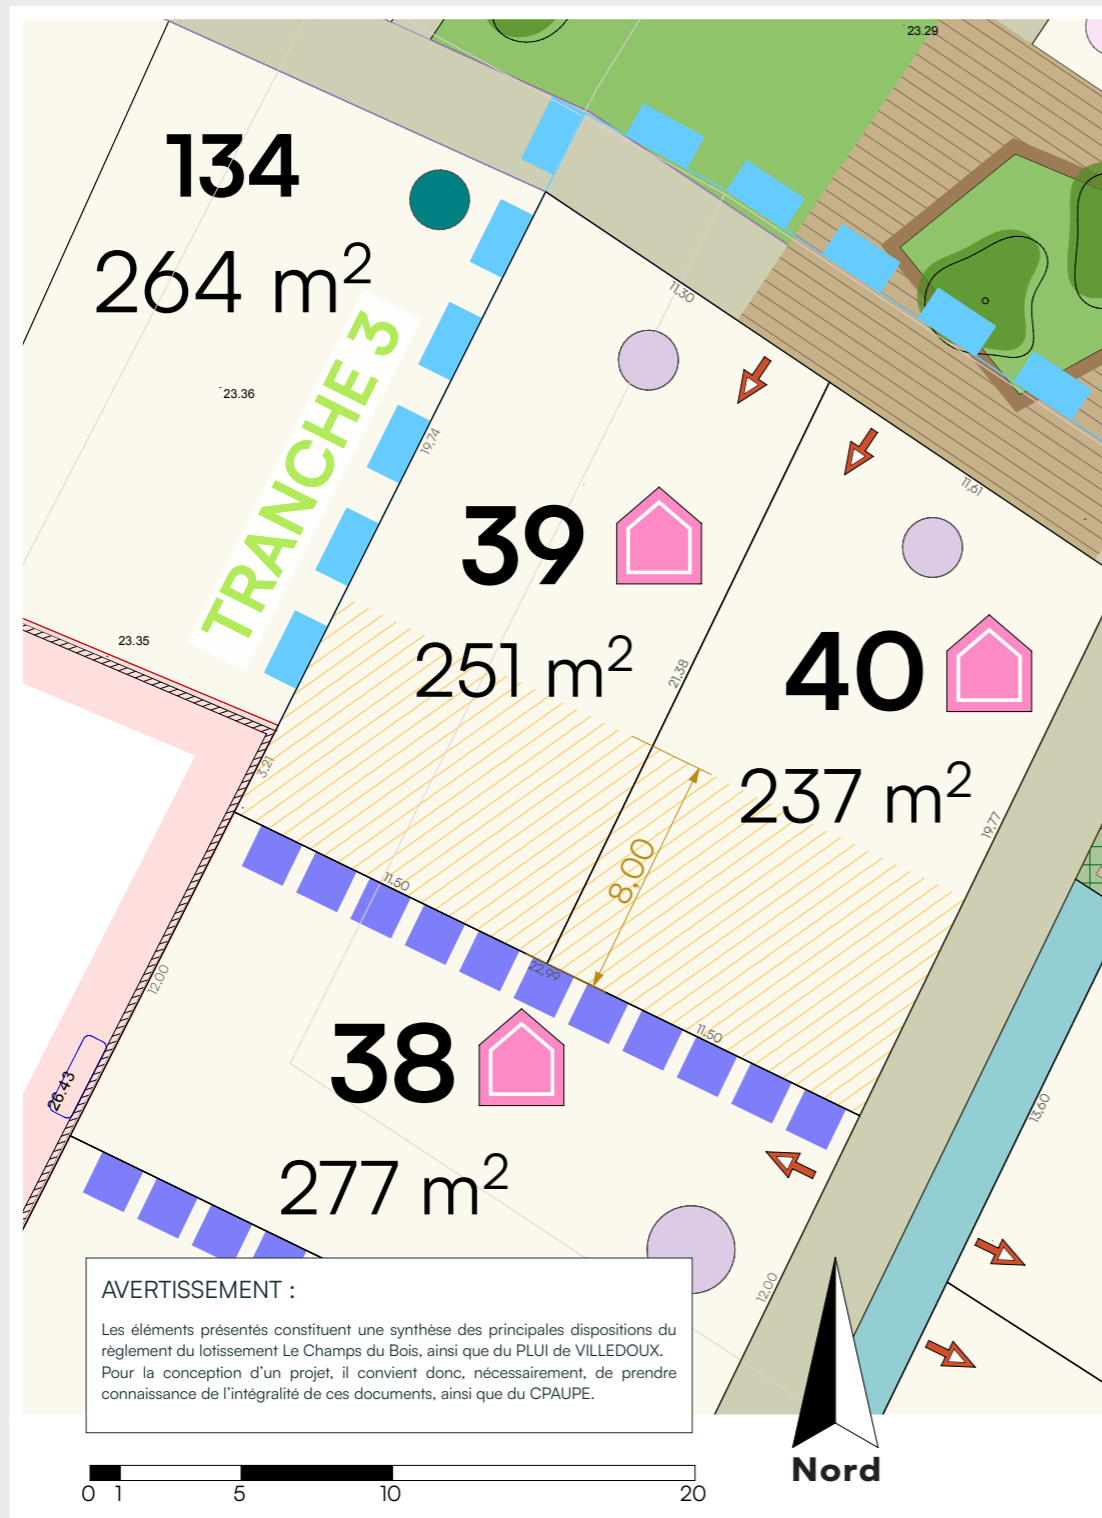 23.29
134
264 m²
11,30
TRANCHE 3
23.36
19,74
11,61
39
251 m²
40
237 m²
21,38
23.35
3,21
8,00
19,77
11,50
22,99
11,50
12,00
38
277 m²
26.43
13,60
12,00
AVERTISSEMENT :
Les éléments présentés constituent une synthèse des principales dispositions du
règlement du lotissement Le Champs du Bois, ainsi que du PLUI de VILLEDOUX.
Pour la conception d'un projet, il convient donc, nécessairement, de prendre
connaissance de l'intégralité de ces documents, ainsi que du CPAUPE.
Nord
0 1 5 10 20